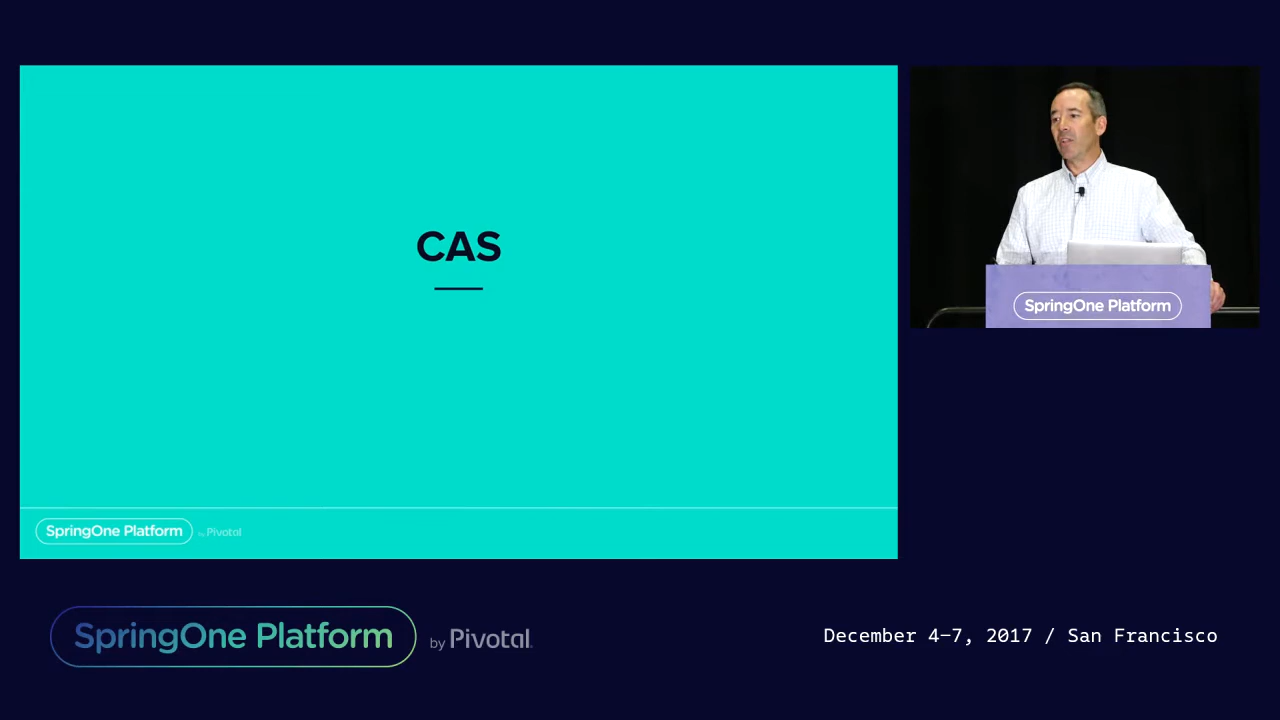 CAS
SpringOne Platform by Pivotal
SpringOne Platform
SpringOne Platform by Pivotal.
December 4–7, 2017 / San Francisco